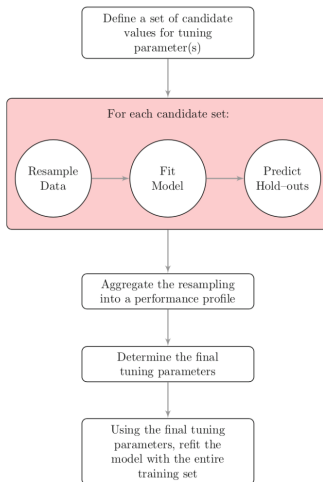 Define a set of candidate
values for tuning
parameter(s)
For each candidate set:
Resample
Data
Fit
Model
Predict
Hold–outs
Aggregate the resampling
into a performance profile
Determine the final
tuning parameters
Using the final tuning
parameters, refit the
model with the entire
training set